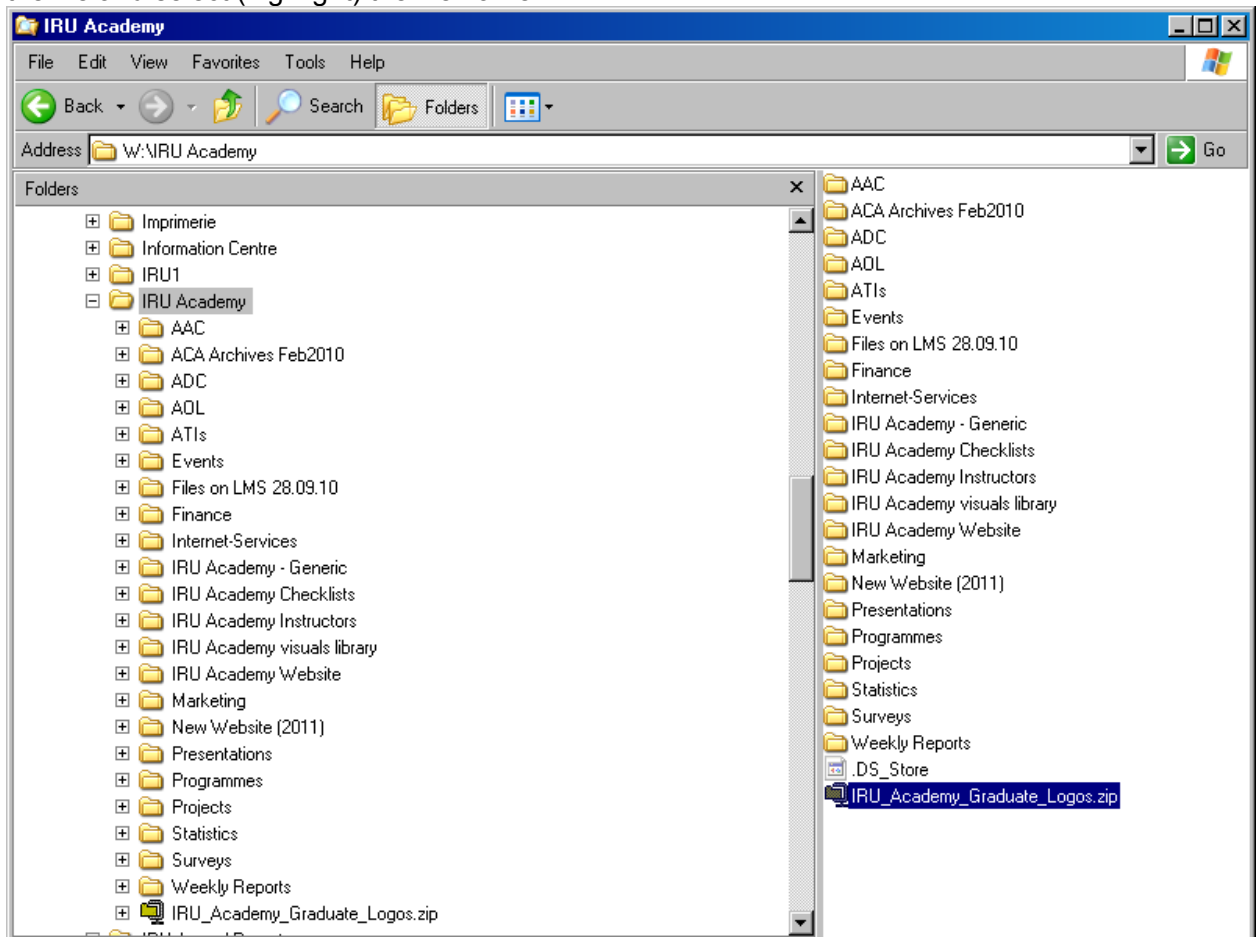 IRU Academy
File Edit View Favorites Tools Help
Back Search Folders
Address W:\IRU Academy Go
Folders
Imprimerie
Information Centre
IRU1
IRU Academy
AAC
ACA Archives Feb2010
ADC
AOL
ATIs
Events
Files on LMS 28.09.10
Finance
Internet-Services
IRU Academy - Generic
IRU Academy Checklists
IRU Academy Instructors
IRU Academy visuals library
IRU Academy Website
Marketing
New Website (2011)
Presentations
Programmes
Projects
Statistics
Surveys
Weekly Reports
IRU_Academy_Graduate_Logos.zip
AAC
ACA Archives Feb2010
ADC
AOL
ATIs
Events
Files on LMS 28.09.10
Finance
Internet-Services
IRU Academy - Generic
IRU Academy Checklists
IRU Academy Instructors
IRU Academy visuals library
IRU Academy Website
Marketing
New Website (2011)
Presentations
Programmes
Projects
Statistics
Surveys
Weekly Reports
.DS_Store
IRU_Academy_Graduate_Logos.zip